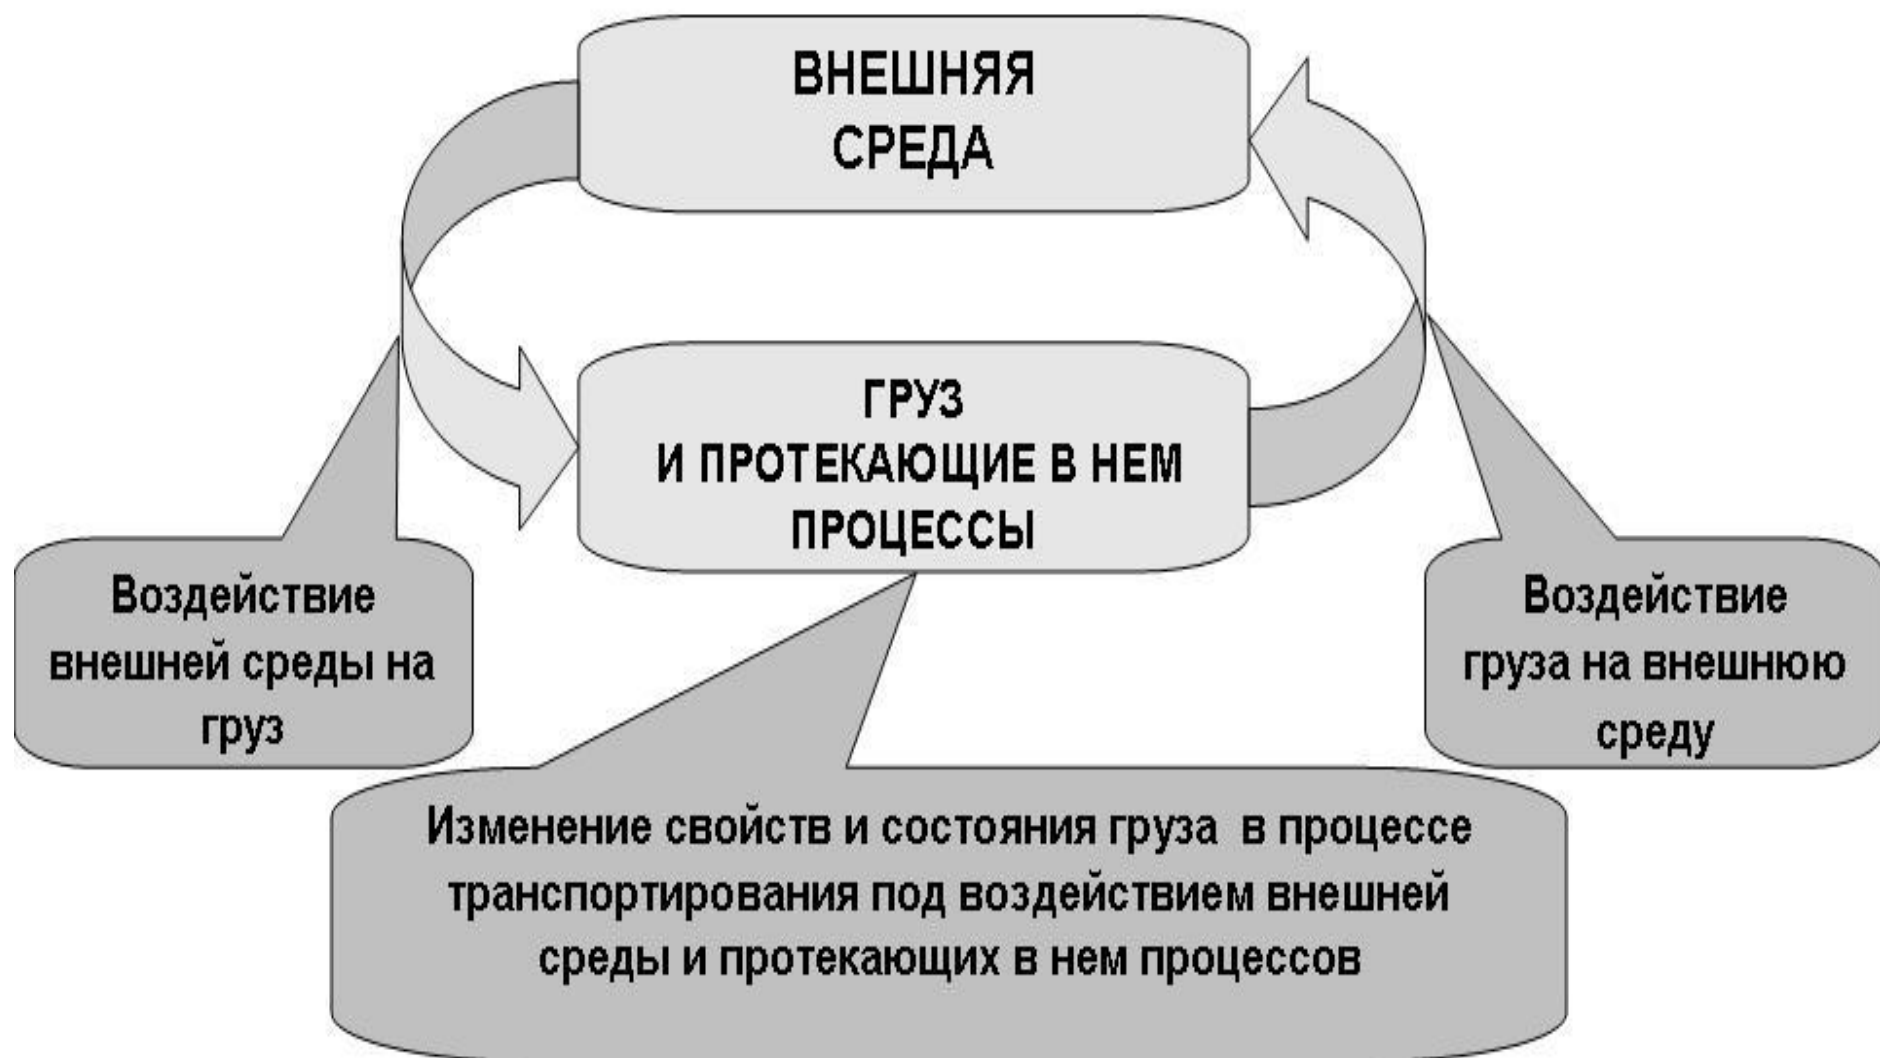 ВНЕШНЯЯ
СРЕДА
ГРУЗ
И ПРОТЕКАЮЩИЕ В НЕМ
ПРОЦЕССЫ
Воздействие
внешней среды на
груз
Воздействие
груза на внешнюю
среду
Изменение свойств и состояния груза в процессе
транспортирования под воздействием внешней
среды и протекающих в нем процессов